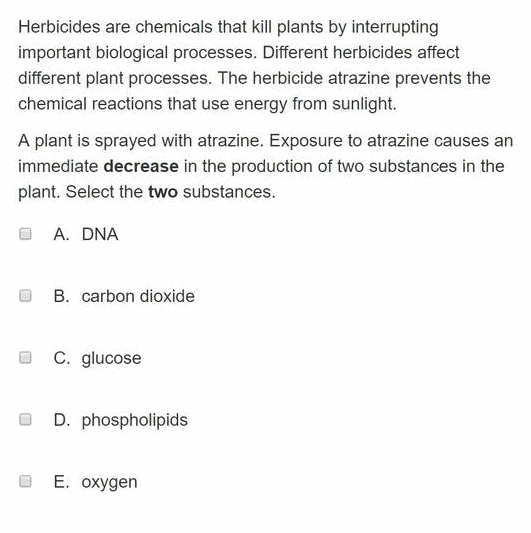 Herbicides are chemicals that kill plants by interrupting
important biological processes. Different herbicides affect
different plant processes. The herbicide atrazine prevents the
chemical reactions that use energy from sunlight.
A plant is sprayed with atrazine. Exposure to atrazine causes an
immediate decrease in the production of two substances in the
plant. Select the two substances.
A. DNA
B. carbon dioxide
C. glucose
D. phospholipids
E. oxygen